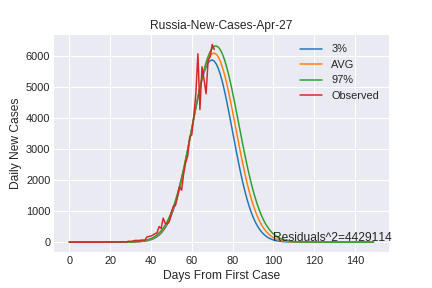 Russia-New-Cases-Apr-27
3%
AVG
97%
Observed
6000
5000
4000
3000
2000
1000
0
Daily New Cases
Residuals^2=4429114
0 20 40 60 80 100 120 140
Days From First Case